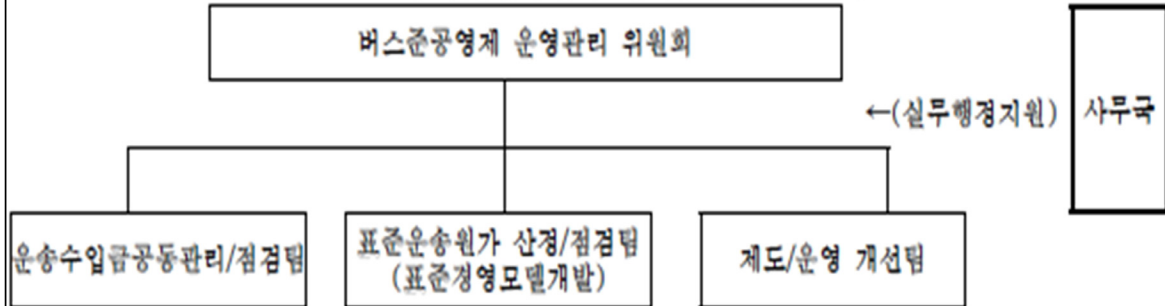 버스준공영제 운영관리 위원회
←(실무행정지원)
사무국
운송수입금공동관리/점검팀
표준운송원가 산정/점검팀
(표준경영모델개발)
제도/운영 개선팀